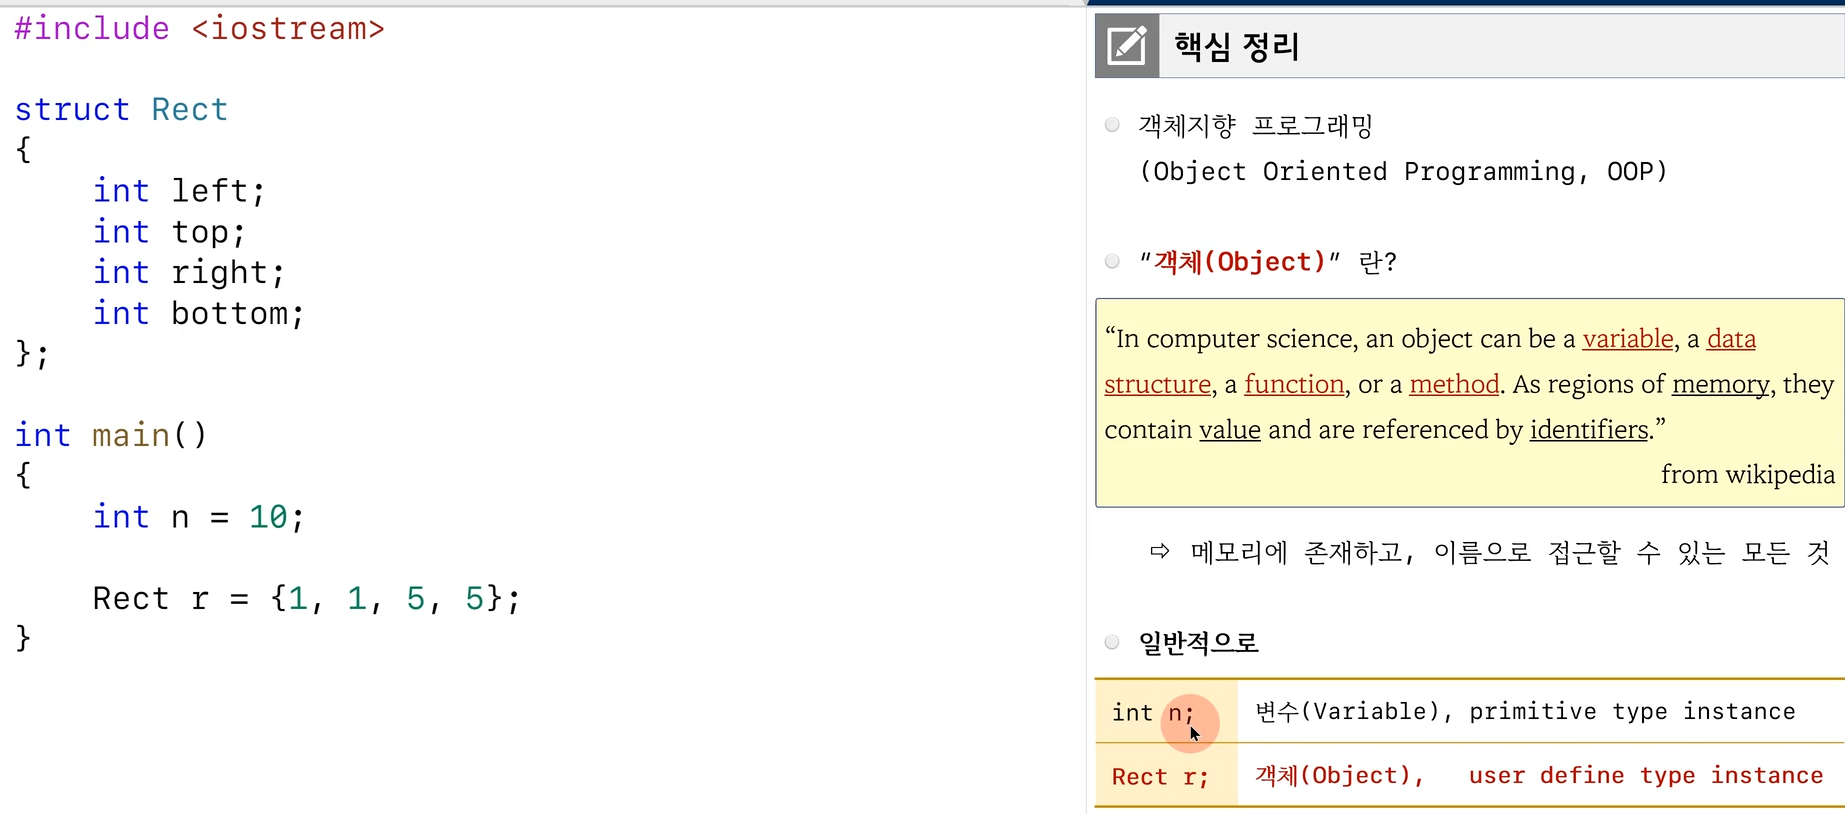 #include <iostream>
struct Rect
{
    int left;
    int top;
    int right;
    int bottom;
};
int main()
{
    int n = 10;
    Rect r = {1, 1, 5, 5};
}
핵심 정리
객체지향 프로그래밍
(Object Oriented Programming, OOP)
“객체(Object)” 란?
“In computer science, an object can be a variable, a data
structure, a function, or a method. As regions of memory, they
contain value and are referenced by identifiers.”
from wikipedia
⇨ 메모리에 존재하고, 이름으로 접근할 수 있는 모든 것
일반적으로
int n; 변수(Variable), primitive type instance
Rect r; 객체(Object), user define type instance